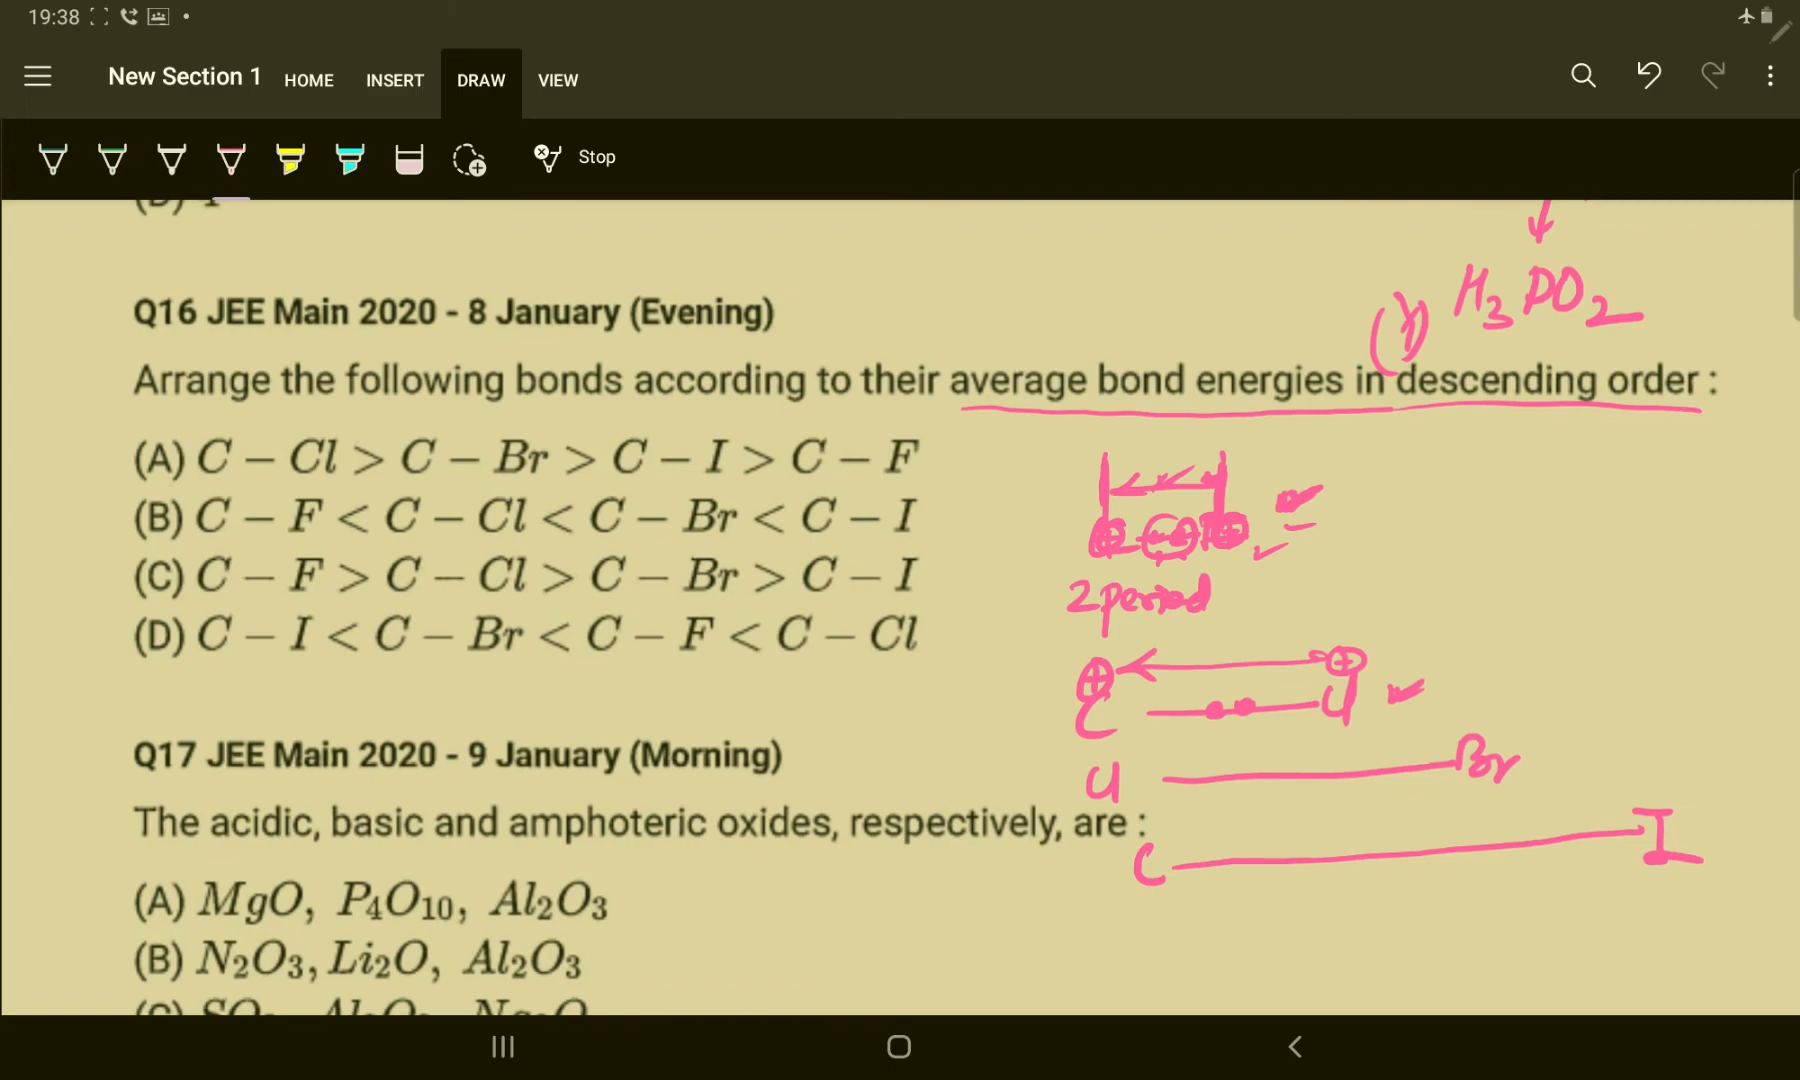 19:38
New Section 1 HOME INSERT DRAW VIEW
Stop
H₃PO₂
Q16 JEE Main 2020 - 8 January (Evening)
Arrange the following bonds according to their average bond energies in descending order :
(A) C – Cl > C – Br > C – I > C – F
(B) C – F < C – Cl < C – Br < C – I
(C) C – F > C – Cl > C – Br > C – I
(D) C – I < C – Br < C – F < C – Cl
2 period
Br
C I
Q17 JEE Main 2020 - 9 January (Morning)
The acidic, basic and amphoteric oxides, respectively, are :
(A) MgO, P₄O₁₀, Al₂O₃
(B) N₂O₃, Li₂O, Al₂O₃